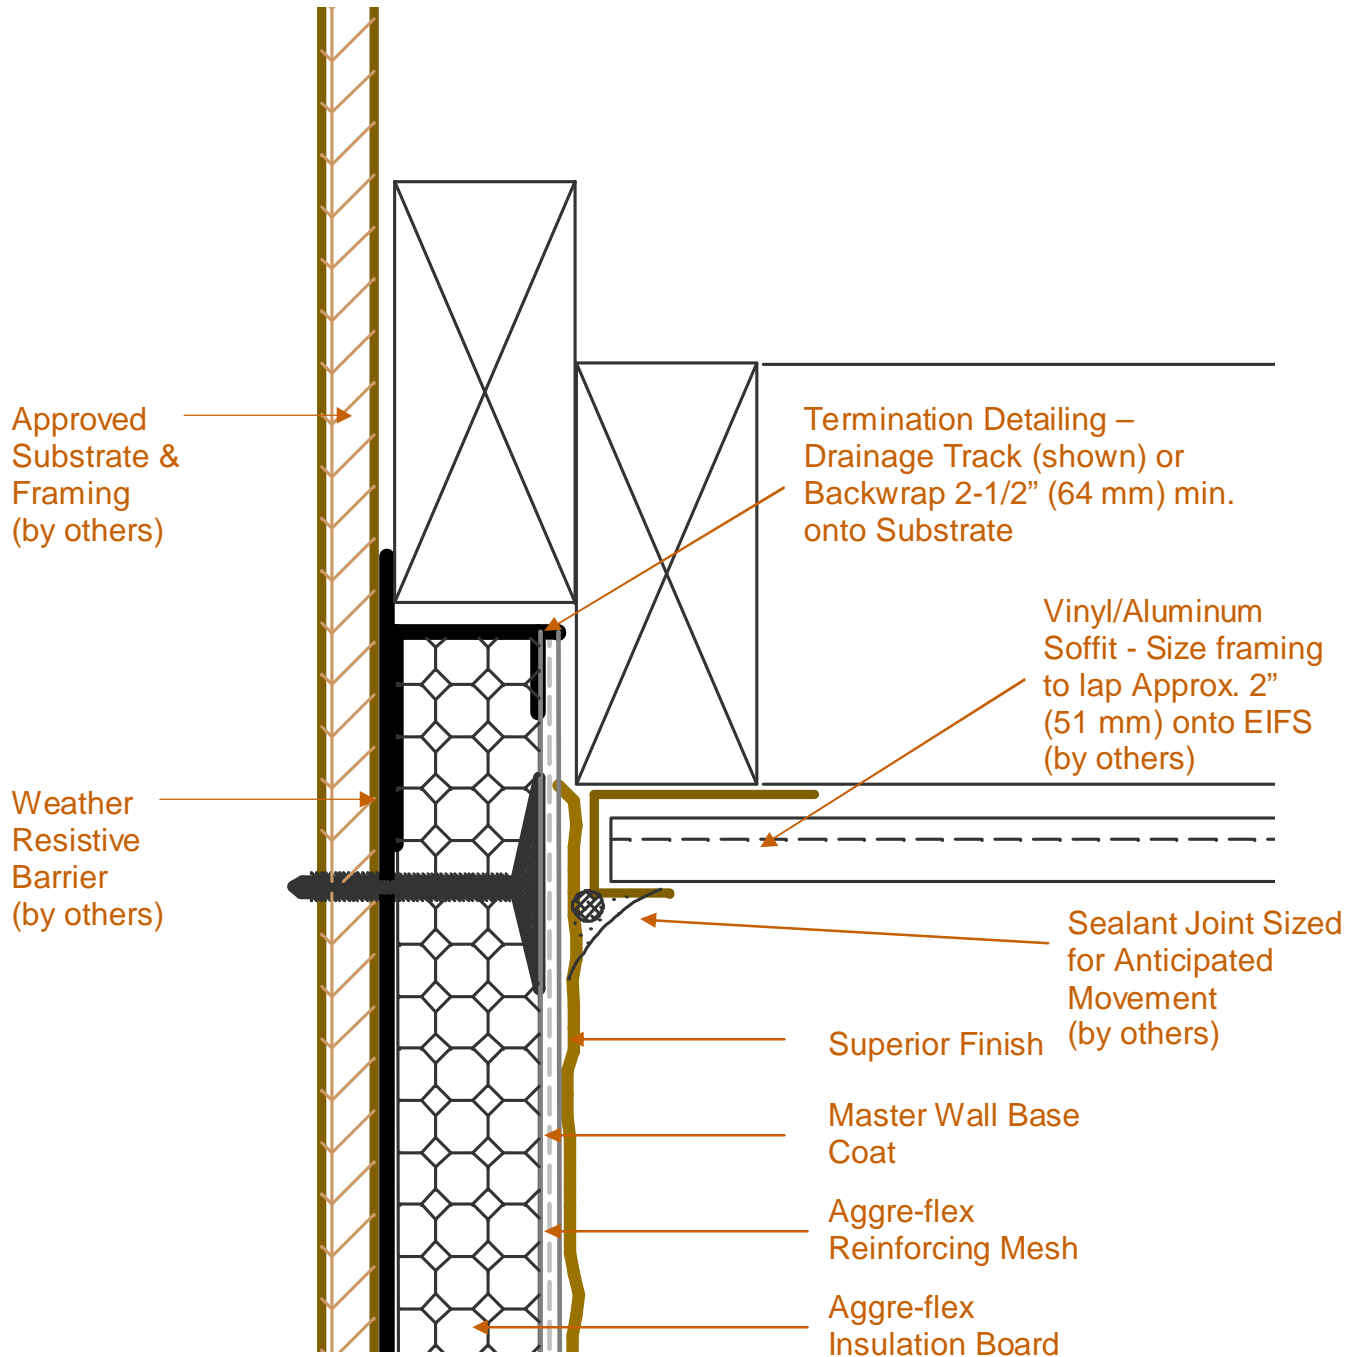 Approved
Substrate &
Framing
(by others)
Termination Detailing –
Drainage Track (shown) or
Backwrap 2-1/2” (64 mm) min.
onto Substrate
Vinyl/Aluminum
Soffit - Size framing
to lap Approx. 2”
(51 mm) onto EIFS
(by others)
Weather
Resistive
Barrier
(by others)
Sealant Joint Sized
for Anticipated
Movement
(by others)
Superior Finish
Master Wall Base
Coat
Aggre-flex
Reinforcing Mesh
Aggre-flex
Insulation Board